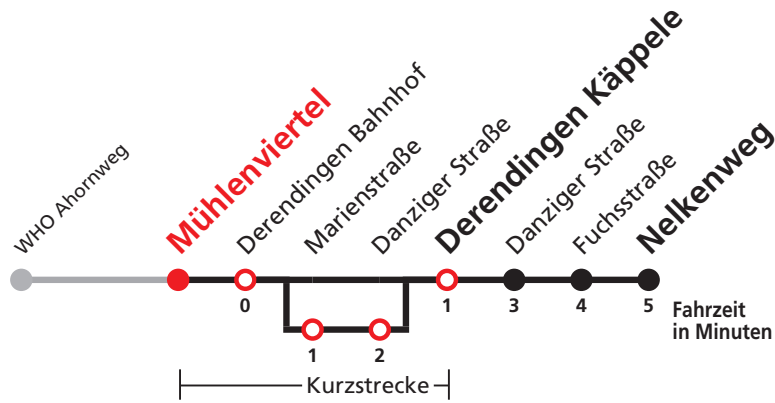 WHO Ahornweg
Mühlenviertel
Derendingen Bahnhof
Marienstraße
Danziger Straße
Derendingen Käppele
Danziger Straße
Fuchsstraße
Nelkenweg
0
1
3
4
5
Fahrzeit
in Minuten
1
2
Kurzstrecke